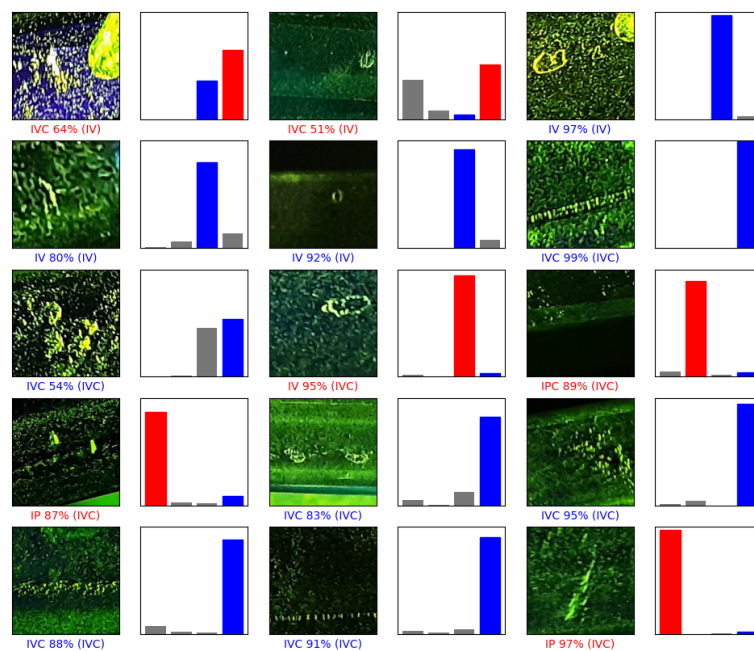 IVC 64% (IV)
IVC 51% (IV)
IV 97% (IV)
IV 80% (IV)
IV 92% (IV)
IVC 99% (IVC)
IVC 54% (IVC)
IV 95% (IVC)
IPC 89% (IVC)
IP 87% (IVC)
IVC 83% (IVC)
IVC 95% (IVC)
IVC 88% (IVC)
IVC 91% (IVC)
IP 97% (IVC)